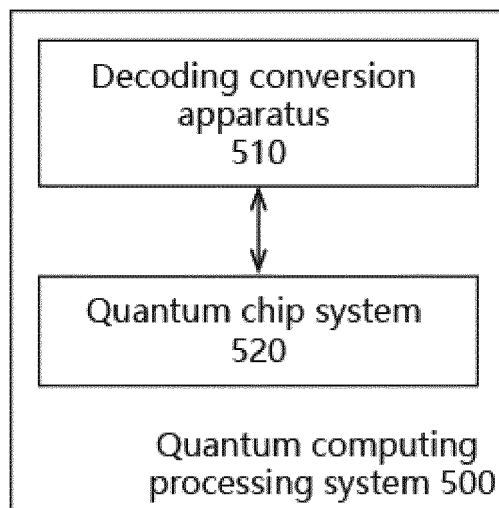 Decoding conversion
apparatus
510
Quantum chip system
520
Quantum computing
processing system 500